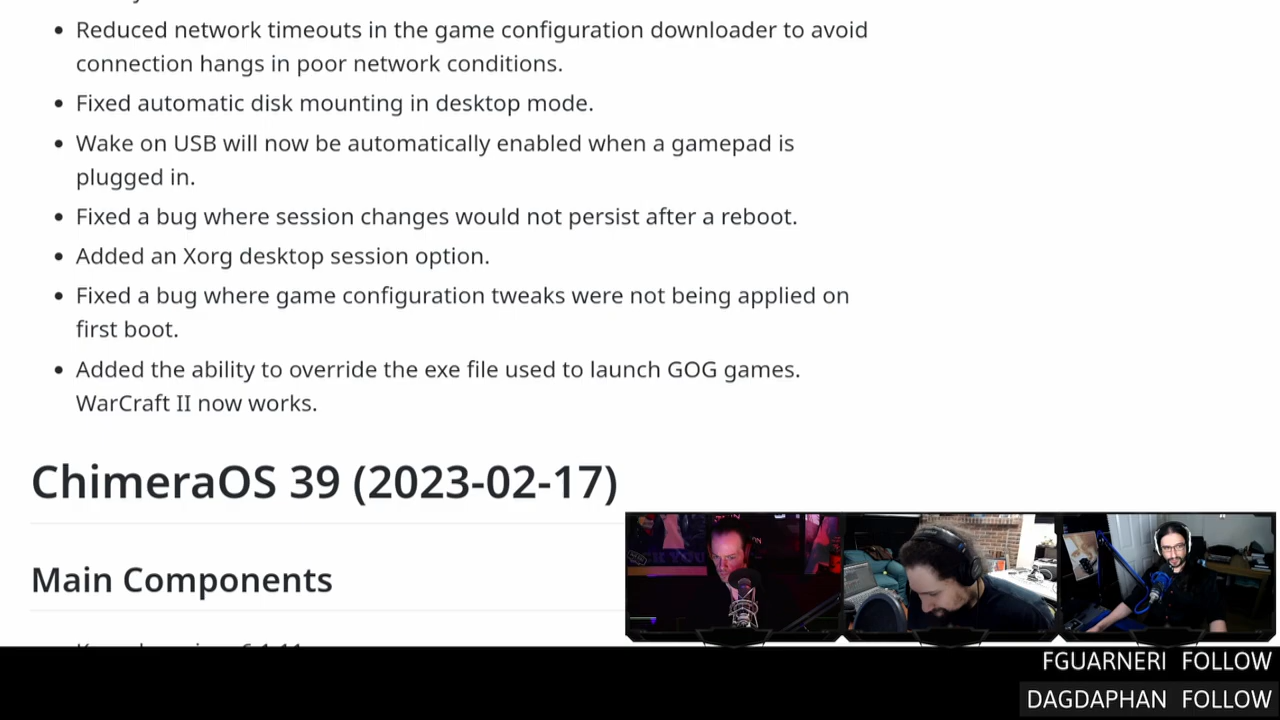 Reduced network timeouts in the game configuration downloader to avoid
connection hangs in poor network conditions.
Fixed automatic disk mounting in desktop mode.
Wake on USB will now be automatically enabled when a gamepad is
plugged in.
Fixed a bug where session changes would not persist after a reboot.
Added an Xorg desktop session option.
Fixed a bug where game configuration tweaks were not being applied on
first boot.
Added the ability to override the exe file used to launch GOG games.
WarCraft II now works.
ChimeraOS 39 (2023-02-17)
Main Components
FGUARNERI FOLLOW
DAGDAPHAN FOLLOW